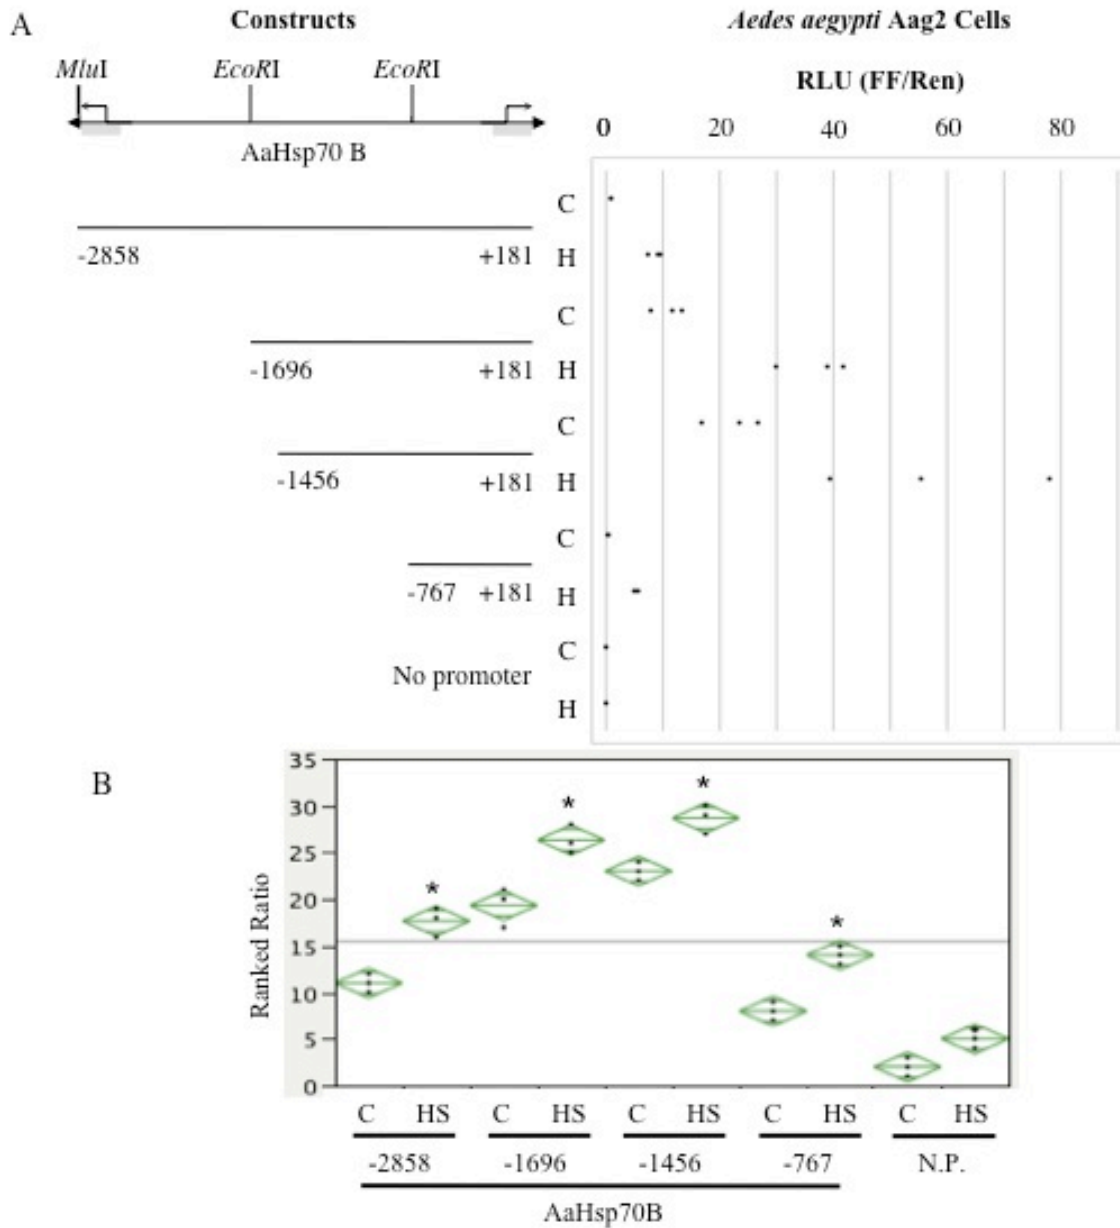 A
Constructs
Aedes aegypti Aag2 Cells
MluI EcoRI EcoRI
RLU (FF/Ren)
0 20 40 60 80
AaHsp70 B
C
-2858 +181 H
C
-1696 +181 H
C
-1456 +181 H
C
-767 +181 H
C
No promoter
H
B
35
30
25
20
15
10
5
0
Ranked Ratio
* * * *
C HS C HS C HS C HS C HS
-2858 -1696 -1456 -767 N.P.
AaHsp70B